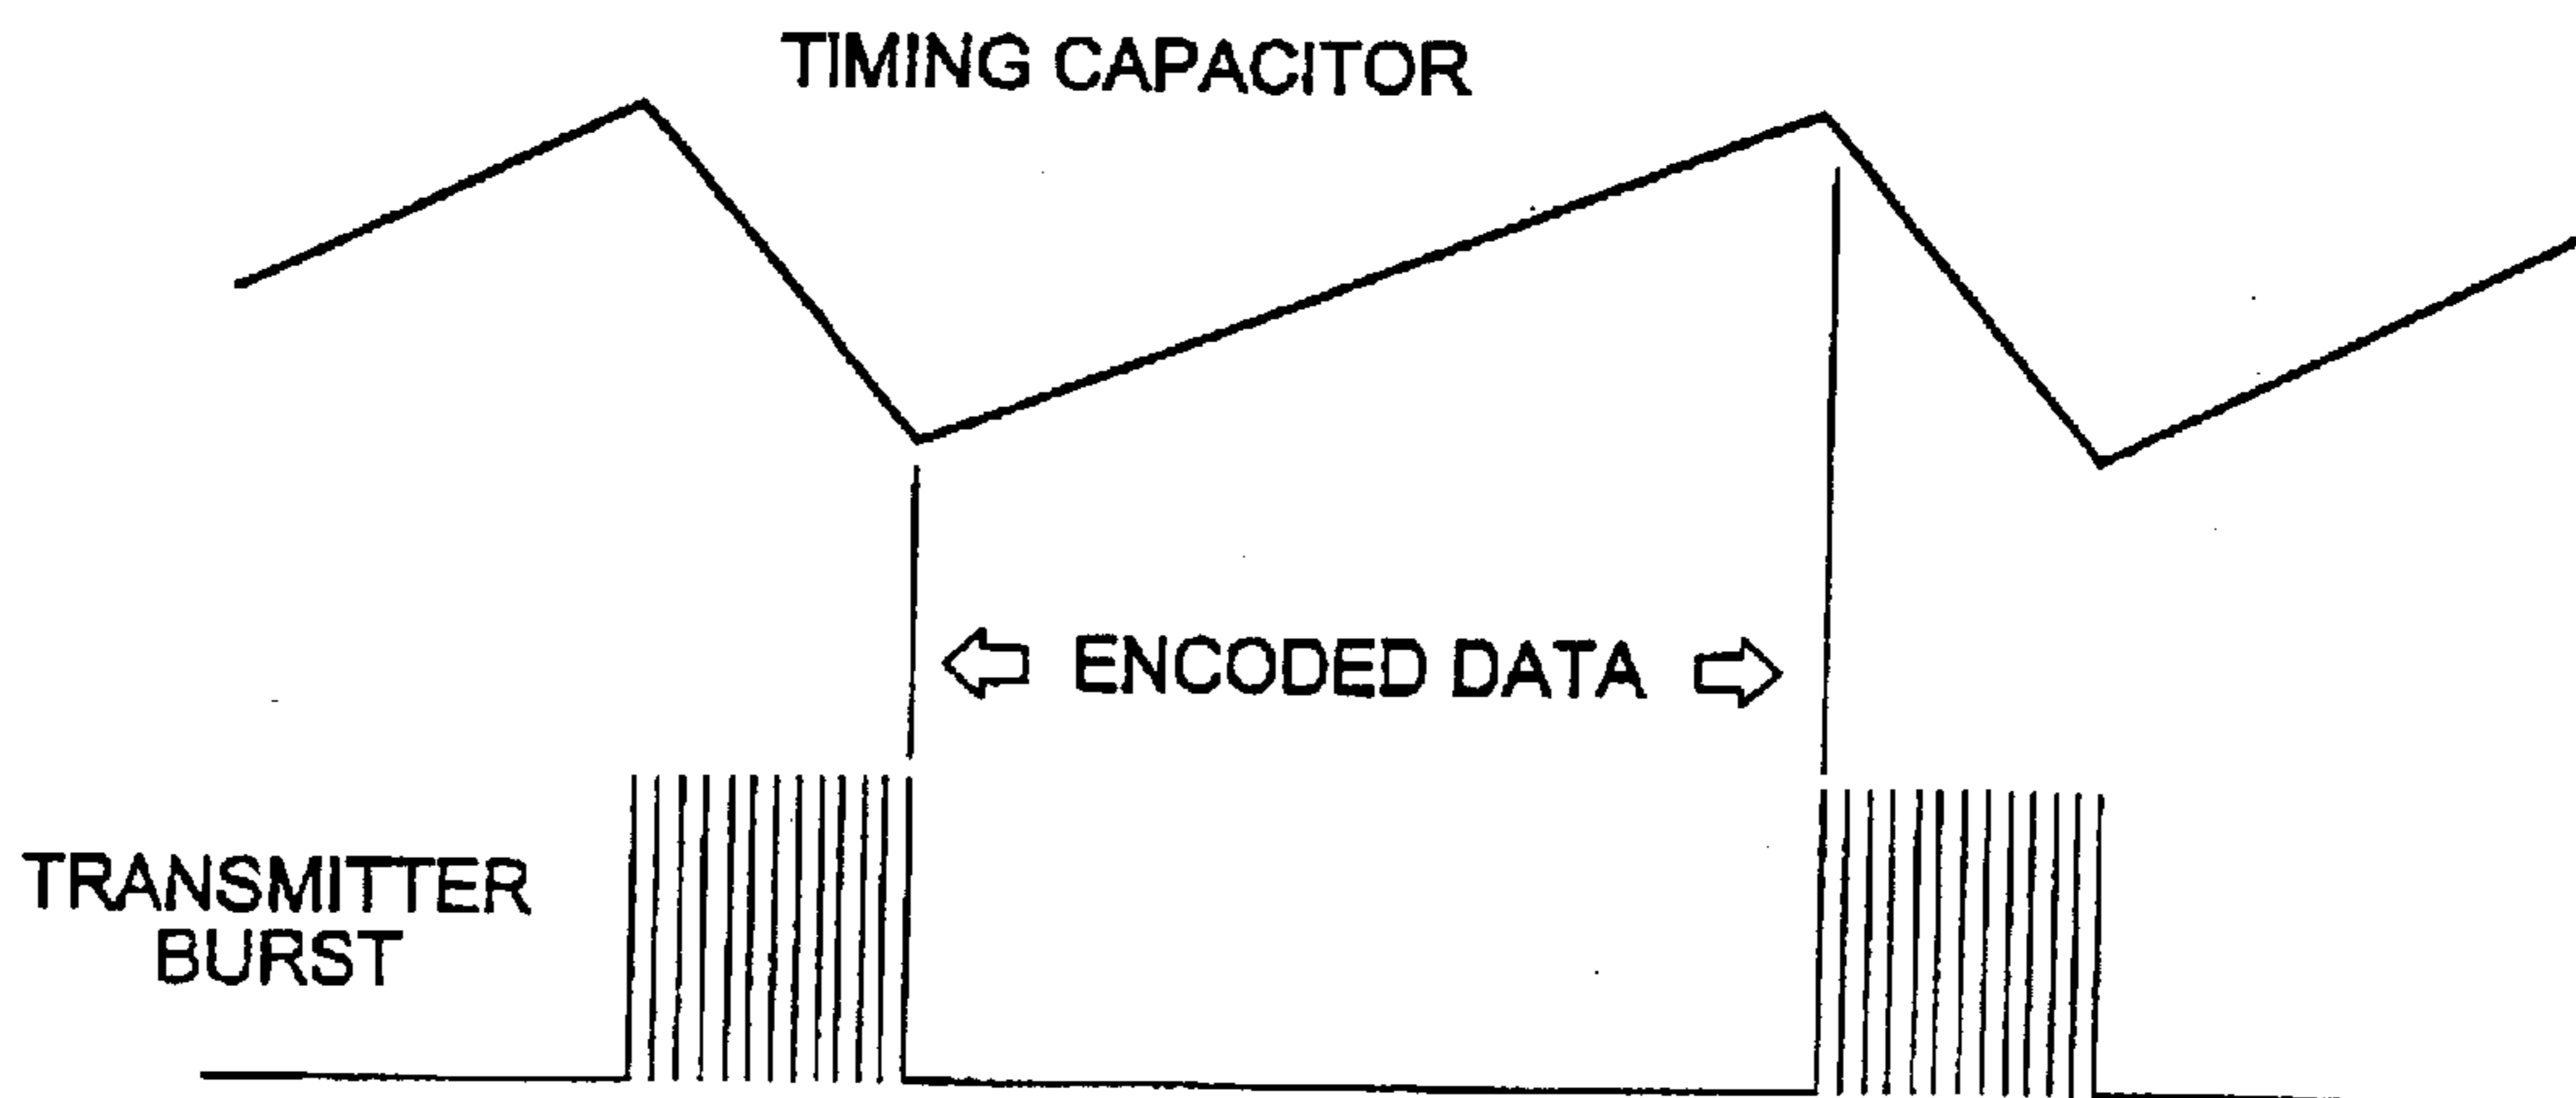 TIMING CAPACITOR
ENCODED DATA
TRANSMITTER
BURST